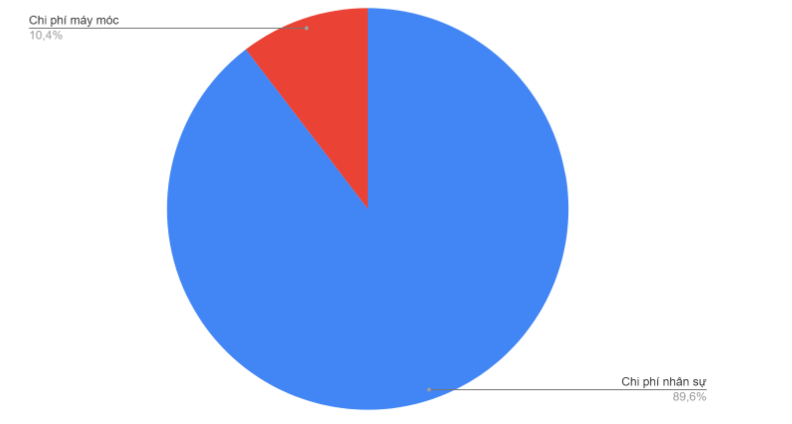 Chi phí máy móc
10,4%
Chi phí nhân sự
89,6%